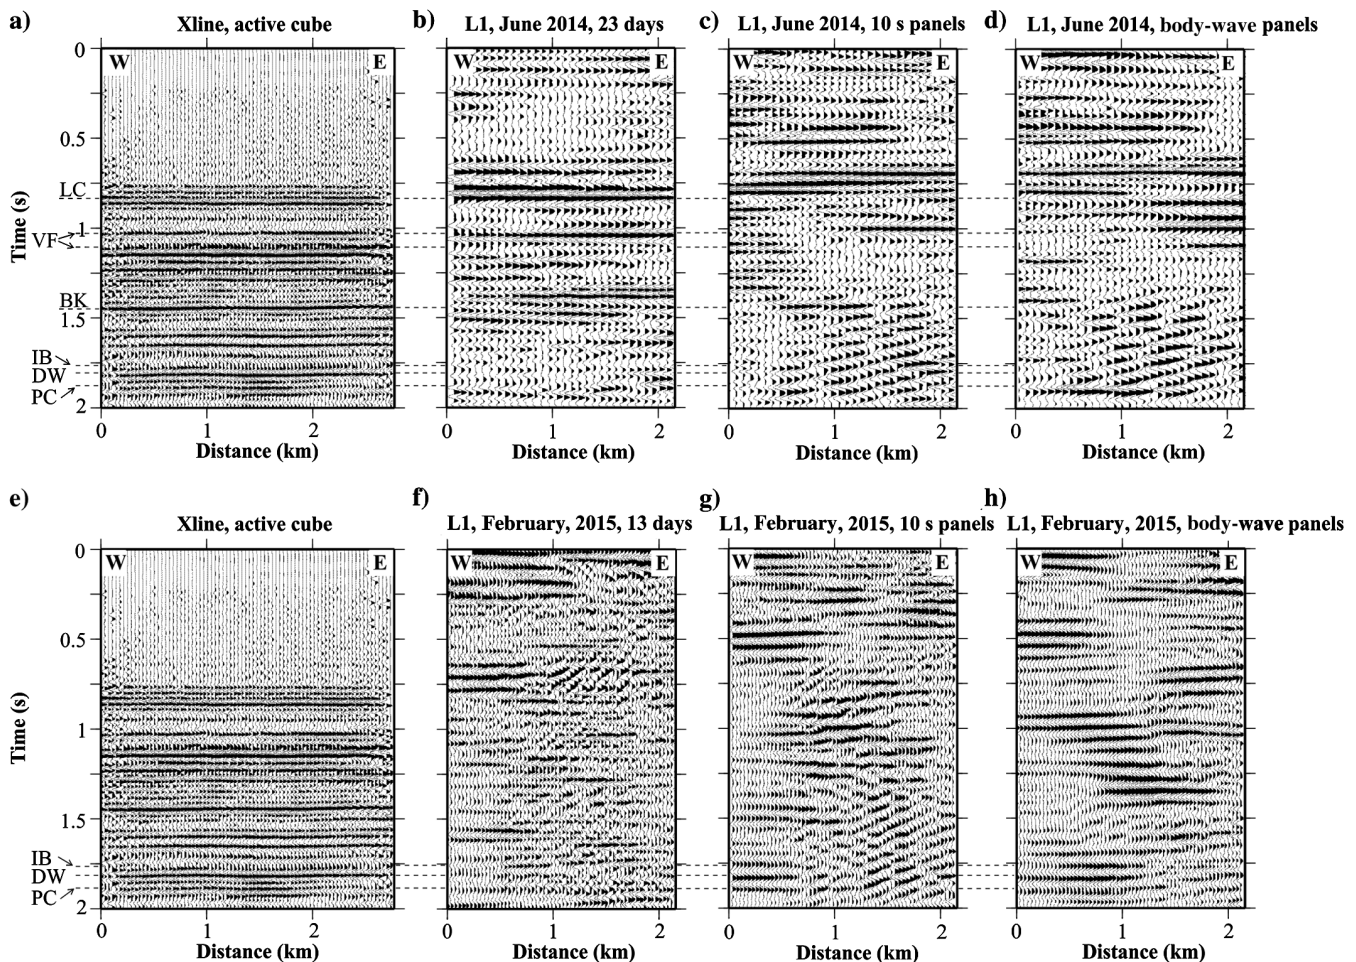 a) Xline, active cube
b) L1, June 2014, 23 days
c) L1, June 2014, 10 s panels
d) L1, June 2014, body-wave panels
W E W E W E W E
0
0.5
LC
1
VF
BK
1.5
IB
DW
PC
2
Time (s)
0 1 2 0 1 2 0 1 2 0 1 2
Distance (km) Distance (km) Distance (km) Distance (km)
e) Xline, active cube
f) L1, February, 2015, 13 days
g) L1, February, 2015, 10 s panels
h) L1, February, 2015, body-wave panels
W E W E W E W E
0
0.5
1
1.5
IB
DW
PC
2
Time (s)
0 1 2 0 1 2 0 1 2 0 1 2
Distance (km) Distance (km) Distance (km) Distance (km)